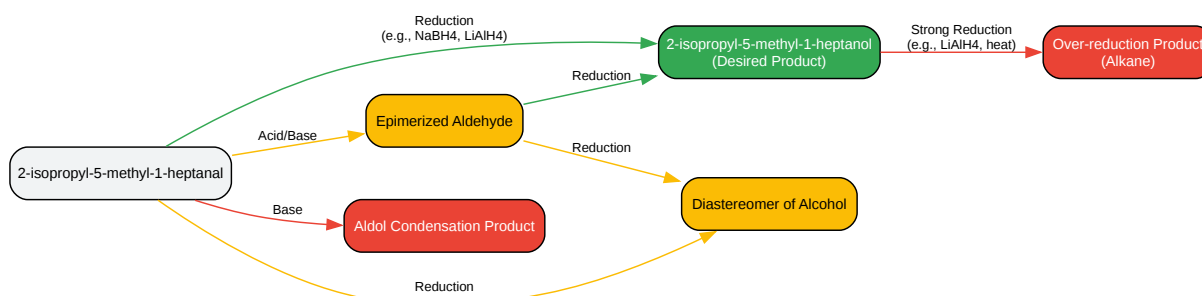 Reduction
(e.g., NaBH4, LiAlH4)
Strong Reduction
(e.g., LiAlH4, heat)
2-isopropyl-5-methyl-1-heptanol
(Desired Product)
Over-reduction Product
(Alkane)
Reduction
Epimerized Aldehyde
Acid/Base
Reduction
2-isopropyl-5-methyl-1-heptanal
Diastereomer of Alcohol
Base
Aldol Condensation Product
Reduction